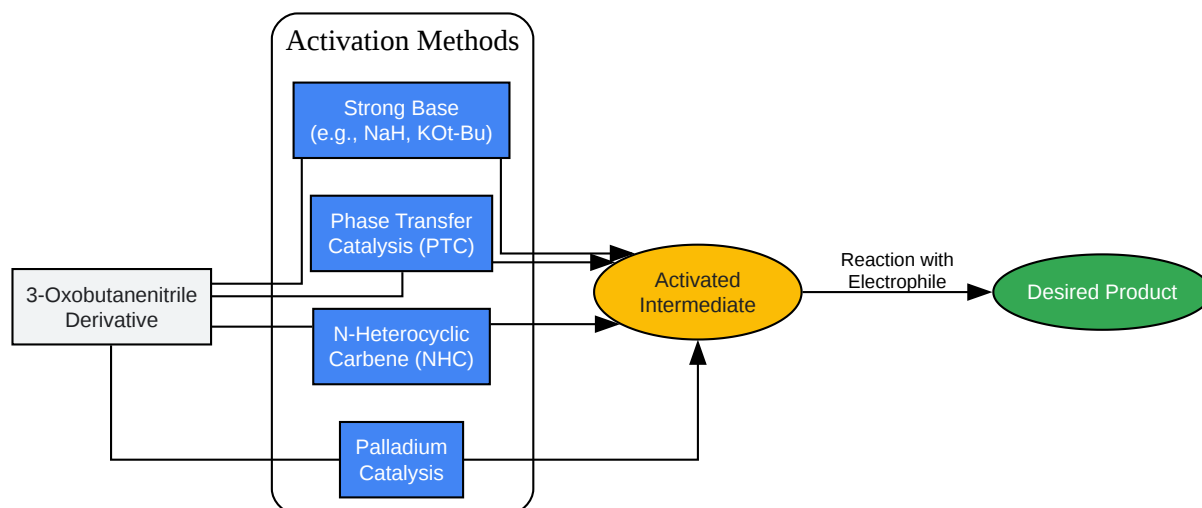 Activation Methods
Strong Base
(e.g., NaH, KOt-Bu)
Phase Transfer
Catalysis (PTC)
3-Oxobutanenitrile
Derivative
N-Heterocyclic
Carbene (NHC)
Palladium
Catalysis
Activated
Intermediate
Reaction with
Electrophile
Desired Product